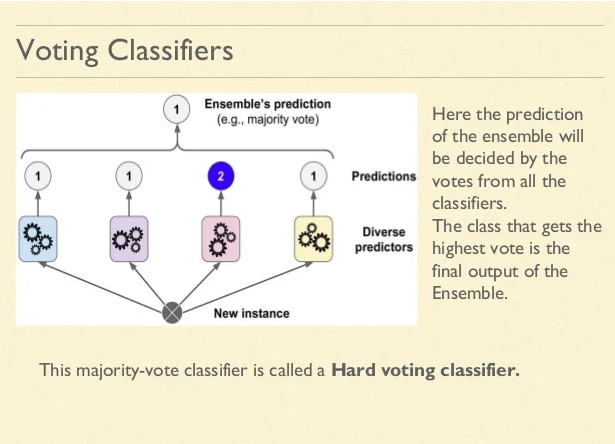 Voting Classifiers
1
Ensemble's prediction
(e.g., majority vote)
1
1
2
1
Predictions
Diverse
predictors
New instance
Here the prediction
of the ensemble will
be decided by the
votes from all the
classifiers.
The class that gets the
highest vote is the
final output of the
Ensemble.
This majority-vote classifier is called a Hard voting classifier.